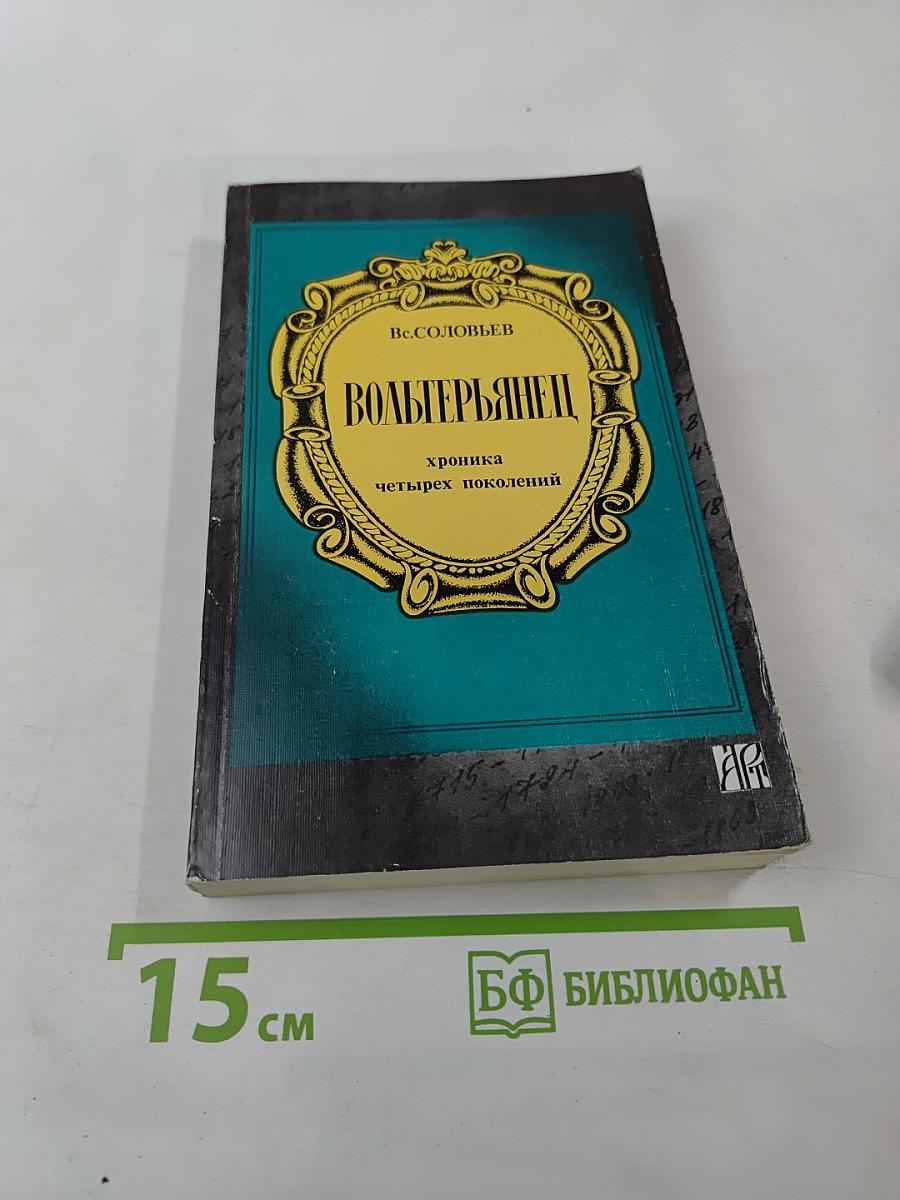 Вс.СОЛОВЬЕВ
ВОЛЬТЕРЬЯНЕЦ
хроника
четырех поколений
АРТ
15 см
БФ БИБЛИОФАН